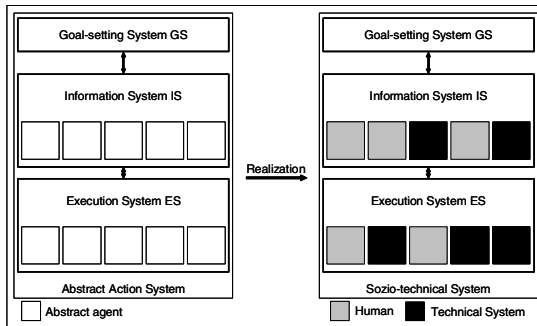 Goal-setting System GS
Information System IS
Execution System ES
Abstract Action System
Abstract agent
Realization
Goal-setting System GS
Information System IS
Execution System ES
Sozio-technical System
Human
Technical System